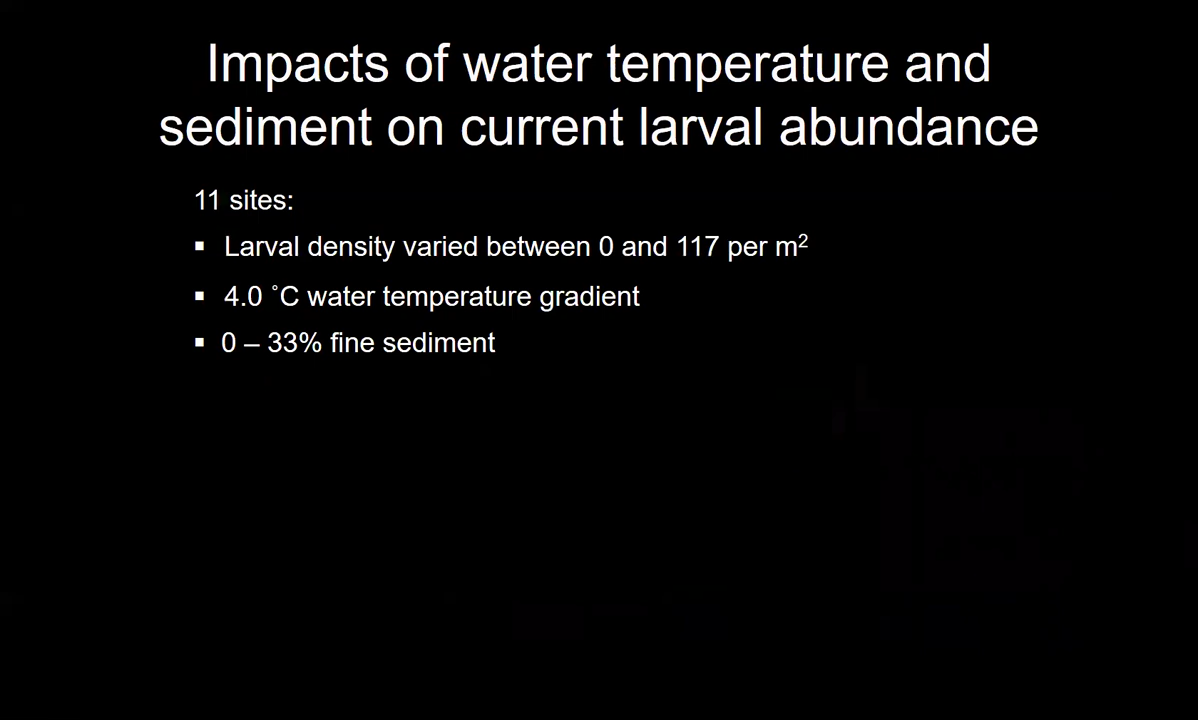 Impacts of water temperature and
sediment on current larval abundance
11 sites:
▪ Larval density varied between 0 and 117 per m²
▪ 4.0 ˚C water temperature gradient
▪ 0 – 33% fine sediment